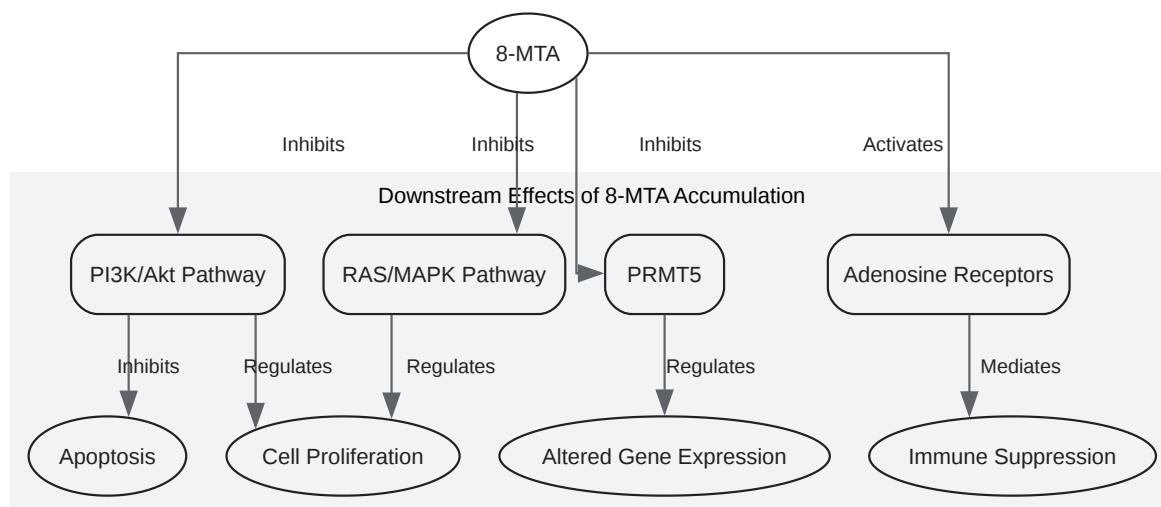 8-MTA
Inhibits
Inhibits
Inhibits
Activates
Downstream Effects of 8-MTA Accumulation
PI3K/Akt Pathway
RAS/MAPK Pathway
PRMT5
Adenosine Receptors
Inhibits
Regulates
Regulates
Regulates
Mediates
Apoptosis
Cell Proliferation
Altered Gene Expression
Immune Suppression